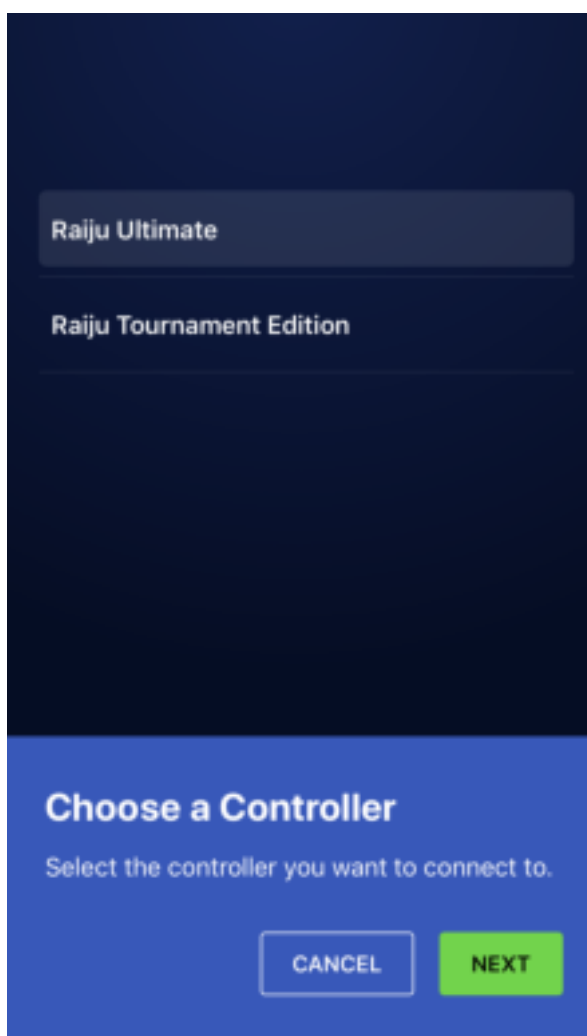 Raiju Ultimate
Raiju Tournament Edition
Choose a Controller
Select the controller you want to connect to.
CANCEL NEXT